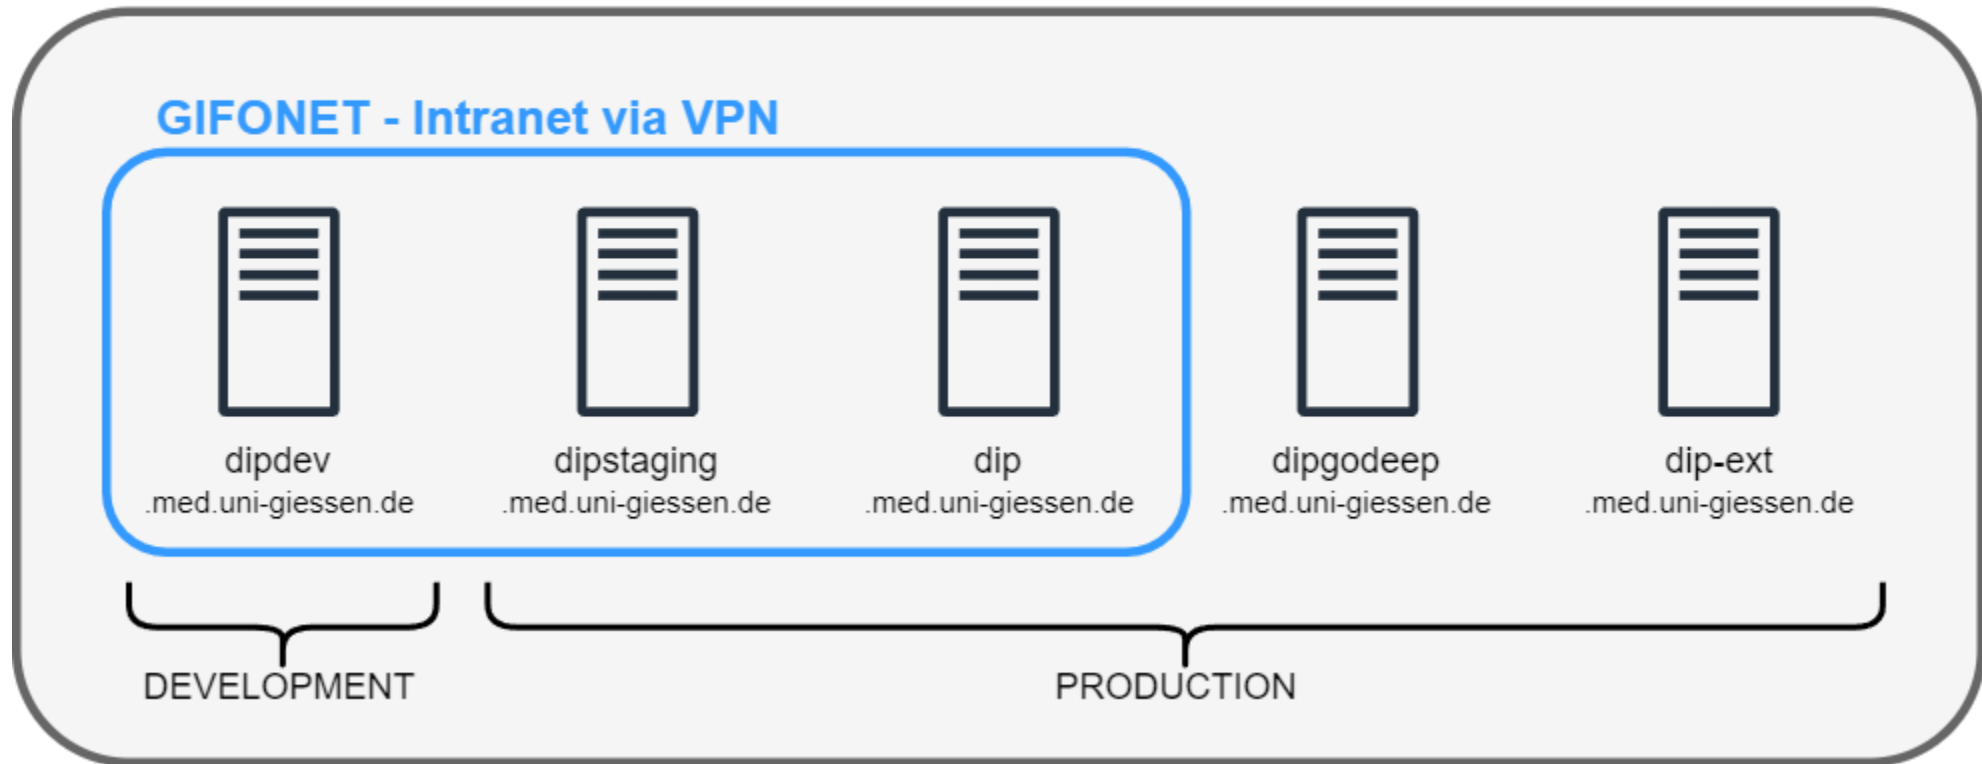 GIFONET - Intranet via VPN
dipdev
.med.uni-giessen.de
dipstaging
.med.uni-giessen.de
dip
.med.uni-giessen.de
dipgodeep
.med.uni-giessen.de
dip-ext
.med.uni-giessen.de
DEVELOPMENT
PRODUCTION